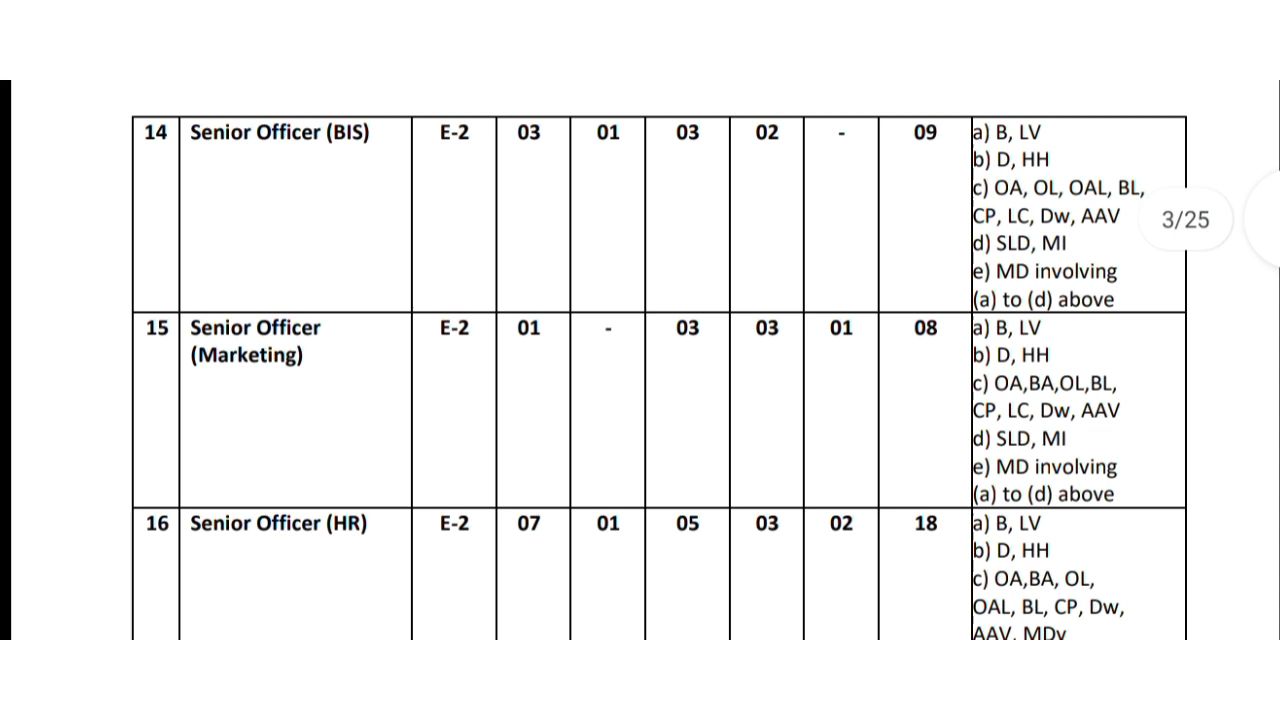 14 Senior Officer (BIS) E-2 03 01 03 02 - 09 a) B, LV
b) D, HH
c) OA, OL, OAL, BL,
CP, LC, Dw, AAV
d) SLD, MI
e) MD involving
(a) to (d) above
3/25
15 Senior Officer E-2 01 - 03 03 01 08 a) B, LV
(Marketing) b) D, HH
c) OA,BA,OL,BL,
CP, LC, Dw, AAV
d) SLD, MI
e) MD involving
(a) to (d) above
16 Senior Officer (HR) E-2 07 01 05 03 02 18 a) B, LV
b) D, HH
c) OA,BA, OL,
OAL, BL, CP, Dw,
AAV, MDy